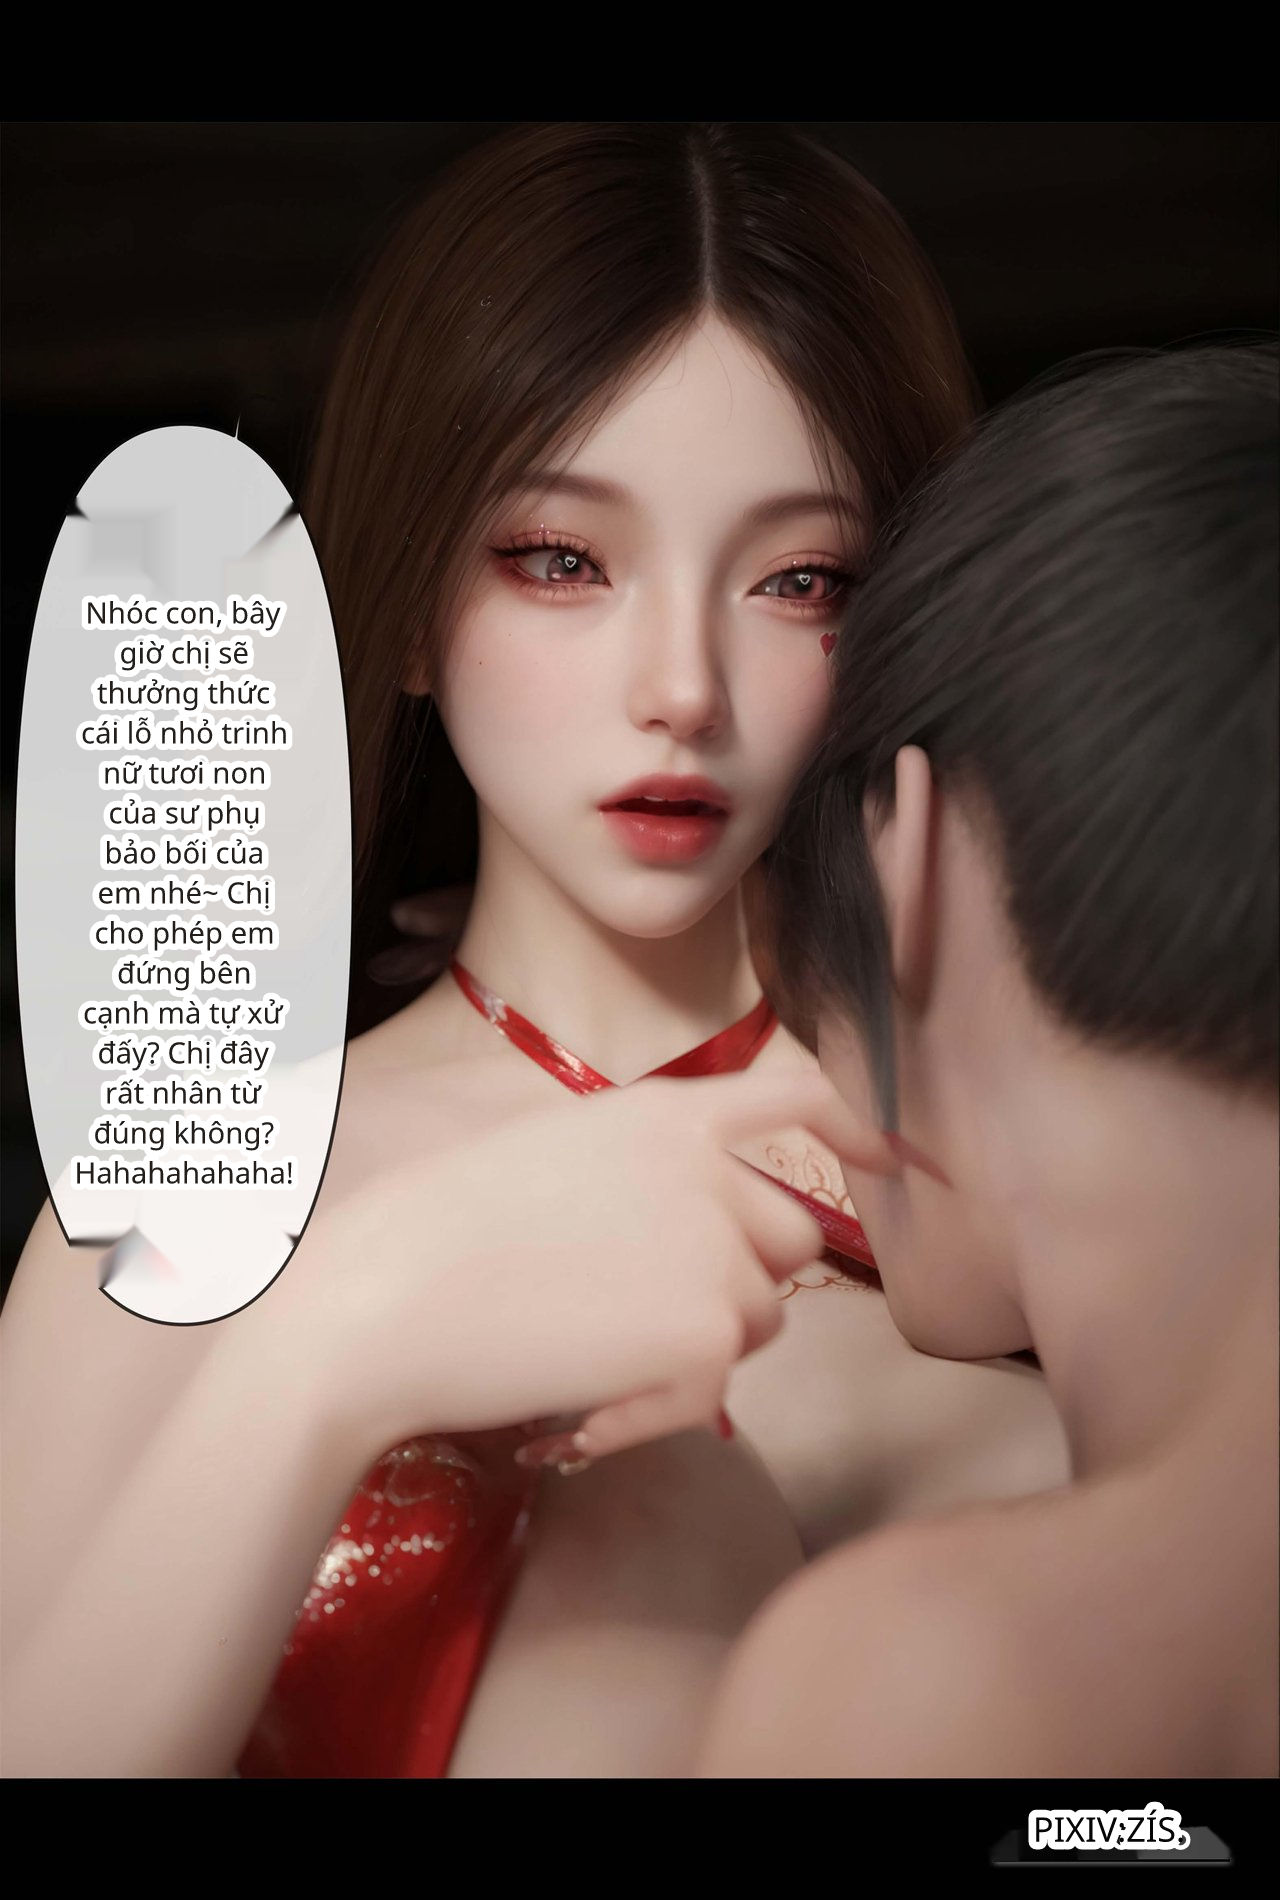 Nhóc con, bây
giờ chị sẽ
thưởng thức
cái lỗ nhỏ trinh
nữ tươi non
của sư phụ
bảo bối của
em nhé~ Chị
cho phép em
đứng bên
cạnh mà tự xử
đấy? Chị đây
rất nhân từ
đúng không?
Hahahahahaha!
PIXIV;ZÍS.